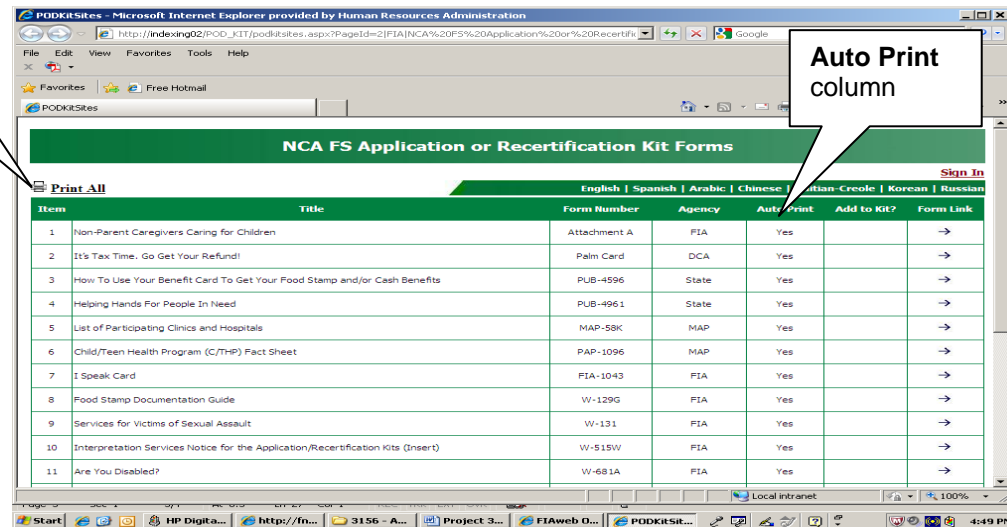 PODKitSites - Microsoft Internet Explorer provided by Human Resources Administration
http://indexing02/POD_KIT/podkitsites.aspx?PageId=2|FIA|NCA%20FS%20Application%20or%20Recertific
Google
File Edit View Favorites Tools Help
Favorites Free Hotmail
PODKitSites
Auto Print
column
NCA FS Application or Recertification Kit Forms
Sign In
Print All
English | Spanish | Arabic | Chinese | Haitian-Creole | Korean | Russian
Item Title Form Number Agency Auto Print Add to Kit? Form Link
1 Non-Parent Caregivers Caring for Children Attachment A FIA Yes →
2 It's Tax Time. Go Get Your Refund! Palm Card DCA Yes →
3 How To Use Your Benefit Card To Get Your Food Stamp and/or Cash Benefits PUB-4596 State Yes →
4 Helping Hands For People In Need PUB-4961 State Yes →
5 List of Participating Clinics and Hospitals MAP-58K MAP Yes →
6 Child/Teen Health Program (C/THP) Fact Sheet PAP-1096 MAP Yes →
7 I Speak Card FIA-1043 FIA Yes →
8 Food Stamp Documentation Guide W-129G FIA Yes →
9 Services for Victims of Sexual Assault W-131 FIA Yes →
10 Interpretation Services Notice for the Application/Recertification Kits (Insert) W-515W FIA Yes →
11 Are You Disabled? W-681A FIA Yes →
Local intranet 100%
Start HP Digita... http://fn... 3156 - A... Project 3... FIAweb O... PODKitSit...